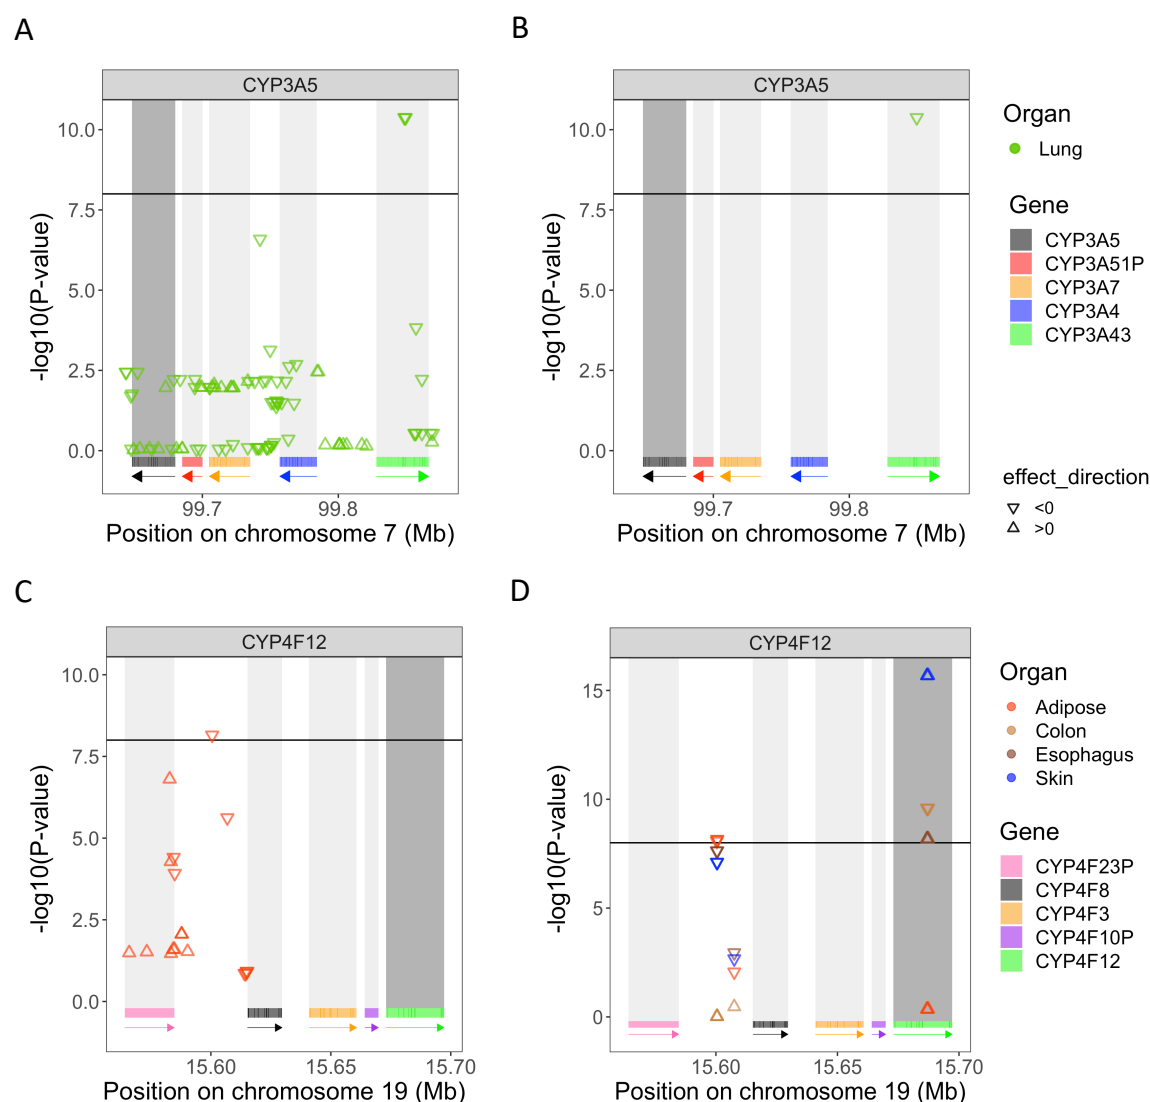 A
B
CYP3A5
CYP3A5
-log10(P-value)
10.0
7.5
5.0
2.5
0.0
99.7
99.8
Position on chromosome 7 (Mb)
-log10(P-value)
10.0
7.5
5.0
2.5
0.0
99.7
99.8
Position on chromosome 7 (Mb)
Organ
Lung
Gene
CYP3A5
CYP3A51P
CYP3A7
CYP3A4
CYP3A43
effect_direction
<0
>0
C
D
CYP4F12
CYP4F12
-log10(P-value)
10.0
7.5
5.0
2.5
0.0
15.60
15.65
15.70
Position on chromosome 19 (Mb)
-log10(P-value)
15
10
5
0
15.60
15.65
15.70
Position on chromosome 19 (Mb)
Organ
Adipose
Colon
Esophagus
Skin
Gene
CYP4F23P
CYP4F8
CYP4F3
CYP4F10P
CYP4F12